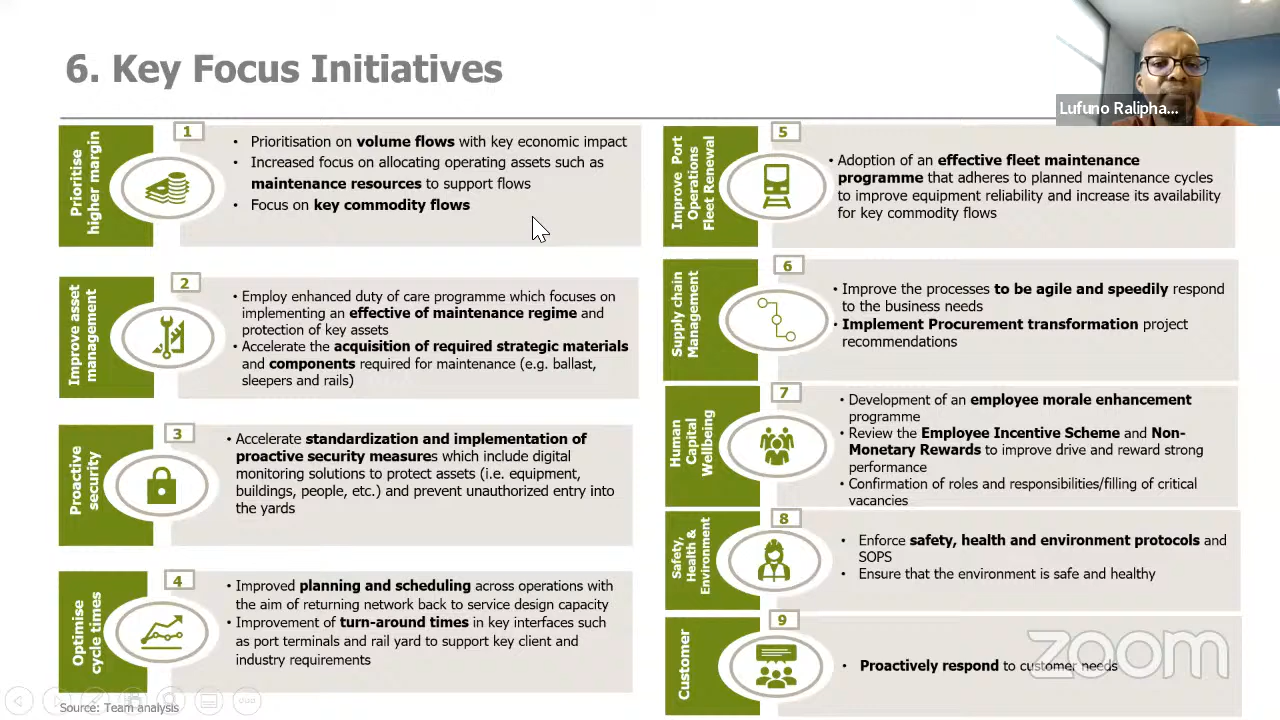 Lufuno Ralipha...
6. Key Focus Initiatives
Prioritise
higher margin
1
• Prioritisation on volume flows with key economic impact
• Increased focus on allocating operating assets such as
maintenance resources to support flows
• Focus on key commodity flows
Improve asset
management
2
• Employ enhanced duty of care programme which focuses on
implementing an effective of maintenance regime and
protection of key assets
• Accelerate the acquisition of required strategic materials
and components required for maintenance (e.g. ballast,
sleepers and rails)
Proactive
security
3
• Accelerate standardization and implementation of
proactive security measures which include digital
monitoring solutions to protect assets (i.e. equipment,
buildings, people, etc.) and prevent unauthorized entry into
the yards
Optimise
cycle times
4
• Improved planning and scheduling across operations with
the aim of returning network back to service design capacity
• Improvement of turn-around times in key interfaces such
as port terminals and rail yard to support key client and
industry requirements
Improve Port
Operations
Fleet Renewal
5
• Adoption of an effective fleet maintenance
programme that adheres to planned maintenance cycles
to improve equipment reliability and increase its availability
for key commodity flows
Supply chain
Management
6
• Improve the processes to be agile and speedily respond
to the business needs
• Implement Procurement transformation project
recommendations
Human
Capital
Wellbeing
7
• Development of an employee morale enhancement
programme
• Review the Employee Incentive Scheme and Non-
Monetary Rewards to improve drive and reward strong
performance
• Confirmation of roles and responsibilities/filling of critical
vacancies
Safety,
Health &
Environment
8
• Enforce safety, health and environment protocols and
SOPS
• Ensure that the environment is safe and healthy
Customer
9
• Proactively respond to customer needs
zoom
Source: Team analysis